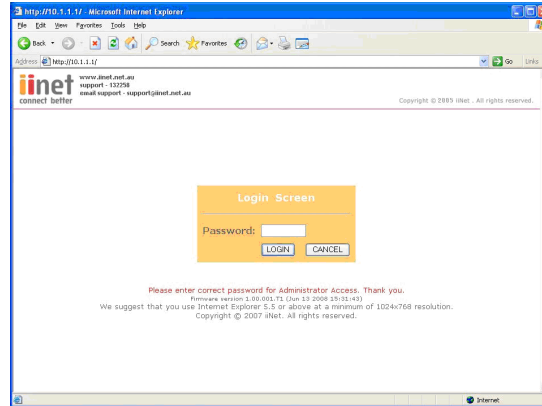 http://10.1.1.1/ - Microsoft Internet Explorer
File Edit View Favorites Tools Help
Back Search Favorites
Address http://10.1.1.1/ Go Links
iinet
connect better
www.iinet.net.au
support - 132258
email support - support@iinet.net.au
Copyright © 2005 iiNet . All rights reserved.
Login Screen
Password:
LOGIN CANCEL
Please enter correct password for Administrator Access. Thank you.
Firmware version 1.00.001.T1 (Jun 13 2008 15:31:43)
We suggest that you use Internet Explorer 5.5 or above at a minimum of 1024x768 resolution.
Copyright © 2007 iiNet. All rights reserved.
Internet